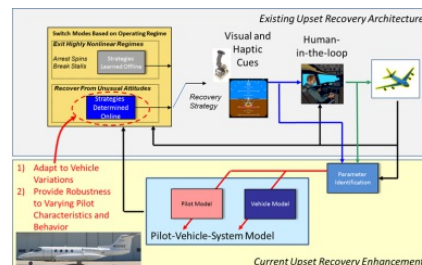 Existing Upset Recovery Architecture
Switch Modes Based on Operating Regime
Exit Highly Nonlinear Regimes
Arrest Spins
Break Stalls
Strategies
Learned Offline
Recover From Unusual Attitudes
Strategies
Determined
Online
Recovery
Strategy
Visual and
Haptic
Cues
Human-
in-the-loop
1) Adapt to Vehicle
Variations
2) Provide Robustness
to Varying Pilot
Characteristics and
Behavior
Parameter
Identification
Pilot Model
Vehicle Model
Pilot-Vehicle-System Model
Current Upset Recovery Enhancement